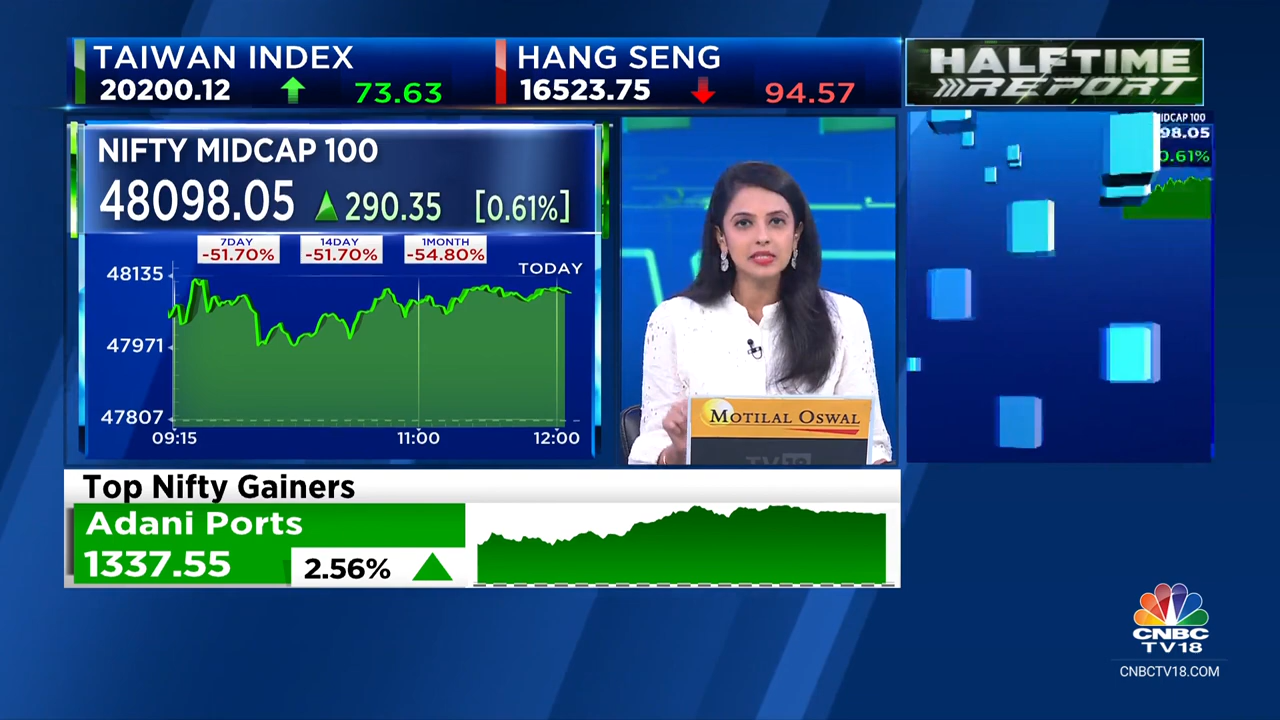 TAIWAN INDEX
20200.12 73.63
HANG SENG
16523.75 94.57
HALFTIME
REPORT
NIFTY MIDCAP 100
48098.05 290.35 [0.61%]
7DAY
-51.70%
14DAY
-51.70%
1MONTH
-54.80%
TODAY
48135
47971
47807
09:15 11:00 12:00
MOTILAL OSWAL
TV18
MIDCAP 100
98.05
0.61%
Top Nifty Gainers
Adani Ports
1337.55 2.56%
CNBC
TV18
CNBCTV18.COM